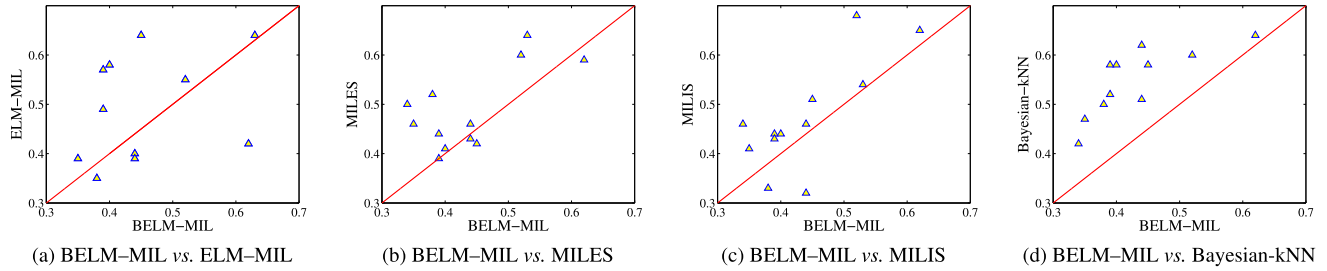 0.6
0.5
0.4
0.3
ELM−MIL
0.3 0.4 0.5 0.6 0.7
BELM−MIL
(a) BELM–MIL vs. ELM–MIL
0.6
0.5
0.4
0.3
MILES
0.3 0.4 0.5 0.6 0.7
BELM−MIL
(b) BELM–MIL vs. MILES
0.6
0.5
0.4
0.3
MILIS
0.3 0.4 0.5 0.6 0.7
BELM−MIL
(c) BELM–MIL vs. MILIS
0.6
0.5
0.4
0.3
Bayesian−kNN
0.3 0.4 0.5 0.6 0.7
BELM−MIL
(d) BELM–MIL vs. Bayesian-kNN